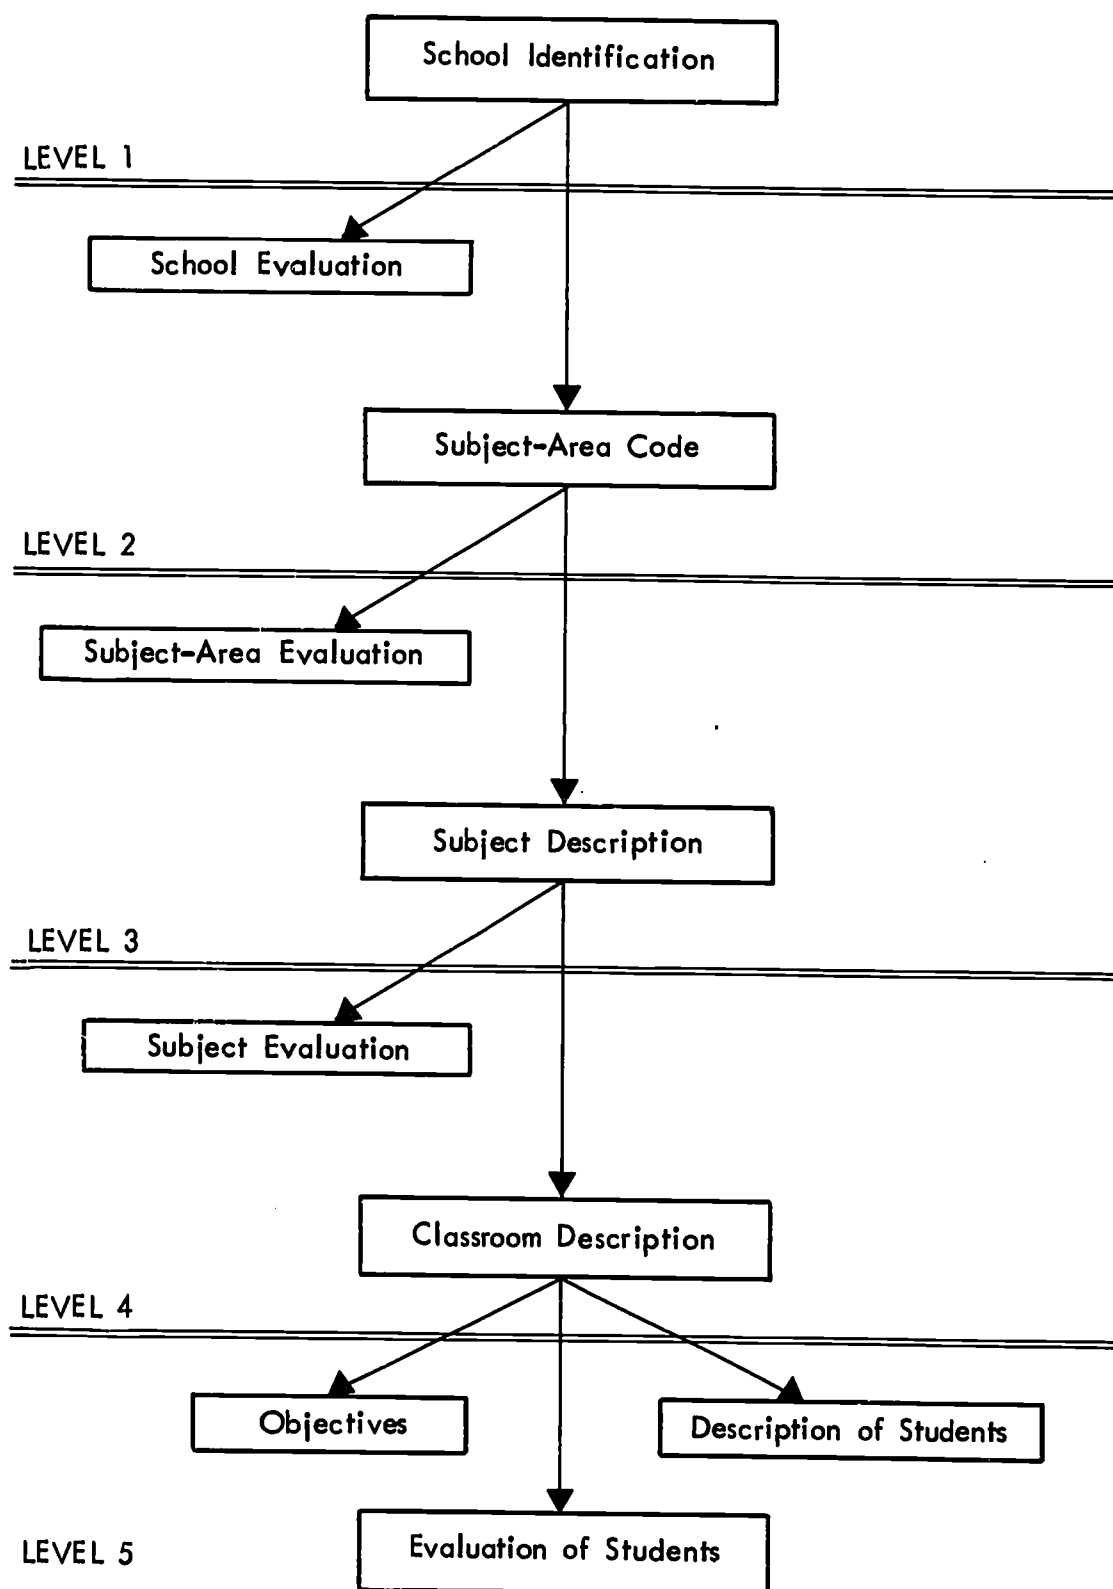 School Identification
LEVEL 1
School Evaluation
Subject-Area Code
LEVEL 2
Subject-Area Evaluation
Subject Description
LEVEL 3
Subject Evaluation
Classroom Description
LEVEL 4
Objectives
Description of Students
Evaluation of Students
LEVEL 5